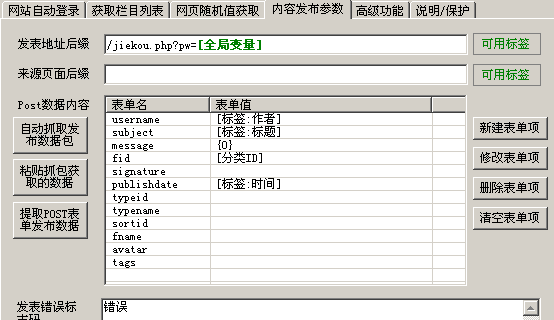 网站自动登录 获取栏目列表 网页随机值获取 内容发布参数 高级功能 说明/保护
发表地址后缀 /jiekou.php?pw=[全局变量] 可用标签
来源页面后缀 可用标签
Post数据内容 表单名 表单值
自动抓取发
布数据包
粘贴抓包获
取的数据
提取POST表
单发布数据
username [标签:作者]
subject [标签:标题]
message {0}
fid [分类ID]
signature
publishdate [标签:时间]
typeid
typename
sortid
fname
avatar
tags
新建表单项
修改表单项
删除表单项
清空表单项
发表错误标 错误